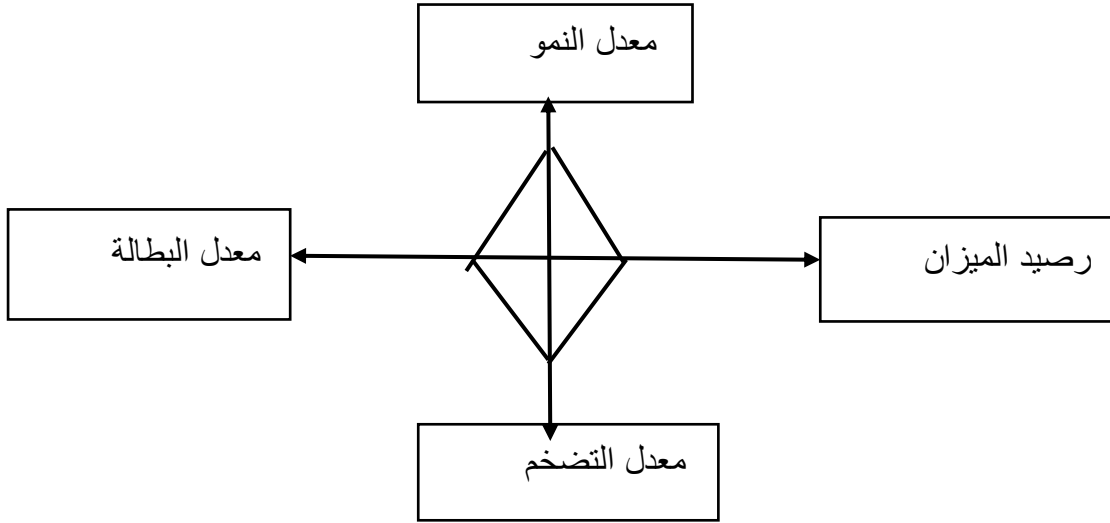 معدل النمو
رصيد الميزان
معدل البطالة
معدل التضخم